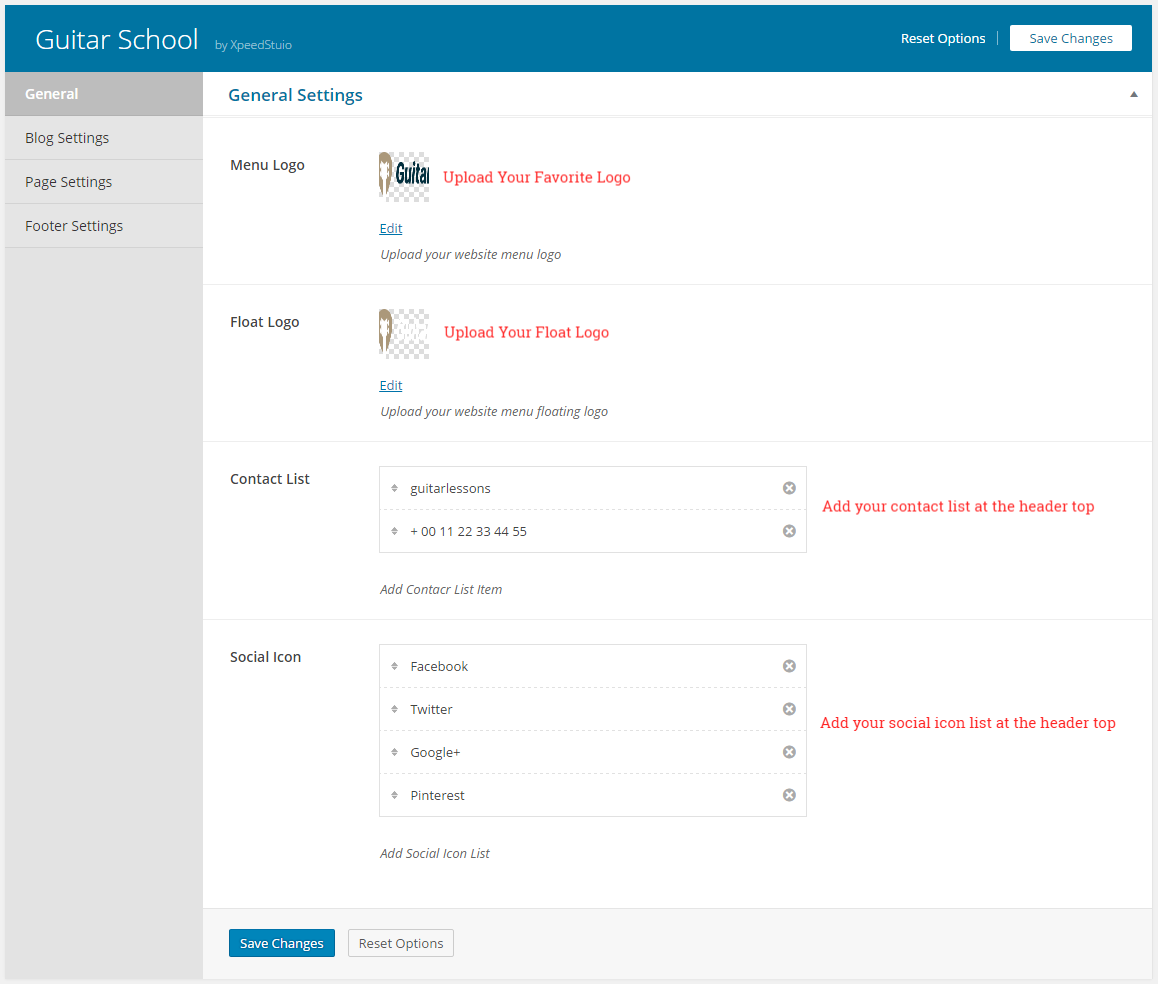 Guitar School by XpeedStuio
Reset Options
Save Changes
General
Blog Settings
Page Settings
Footer Settings
General Settings
Menu Logo
Guitar
Upload Your Favorite Logo
Edit
Upload your website menu logo
Float Logo
Upload Your Float Logo
Edit
Upload your website menu floating logo
Contact List
guitarlessons
+ 00 11 22 33 44 55
Add your contact list at the header top
Add Contacr List Item
Social Icon
Facebook
Twitter
Google+
Pinterest
Add your social icon list at the header top
Add Social Icon List
Save Changes
Reset Options